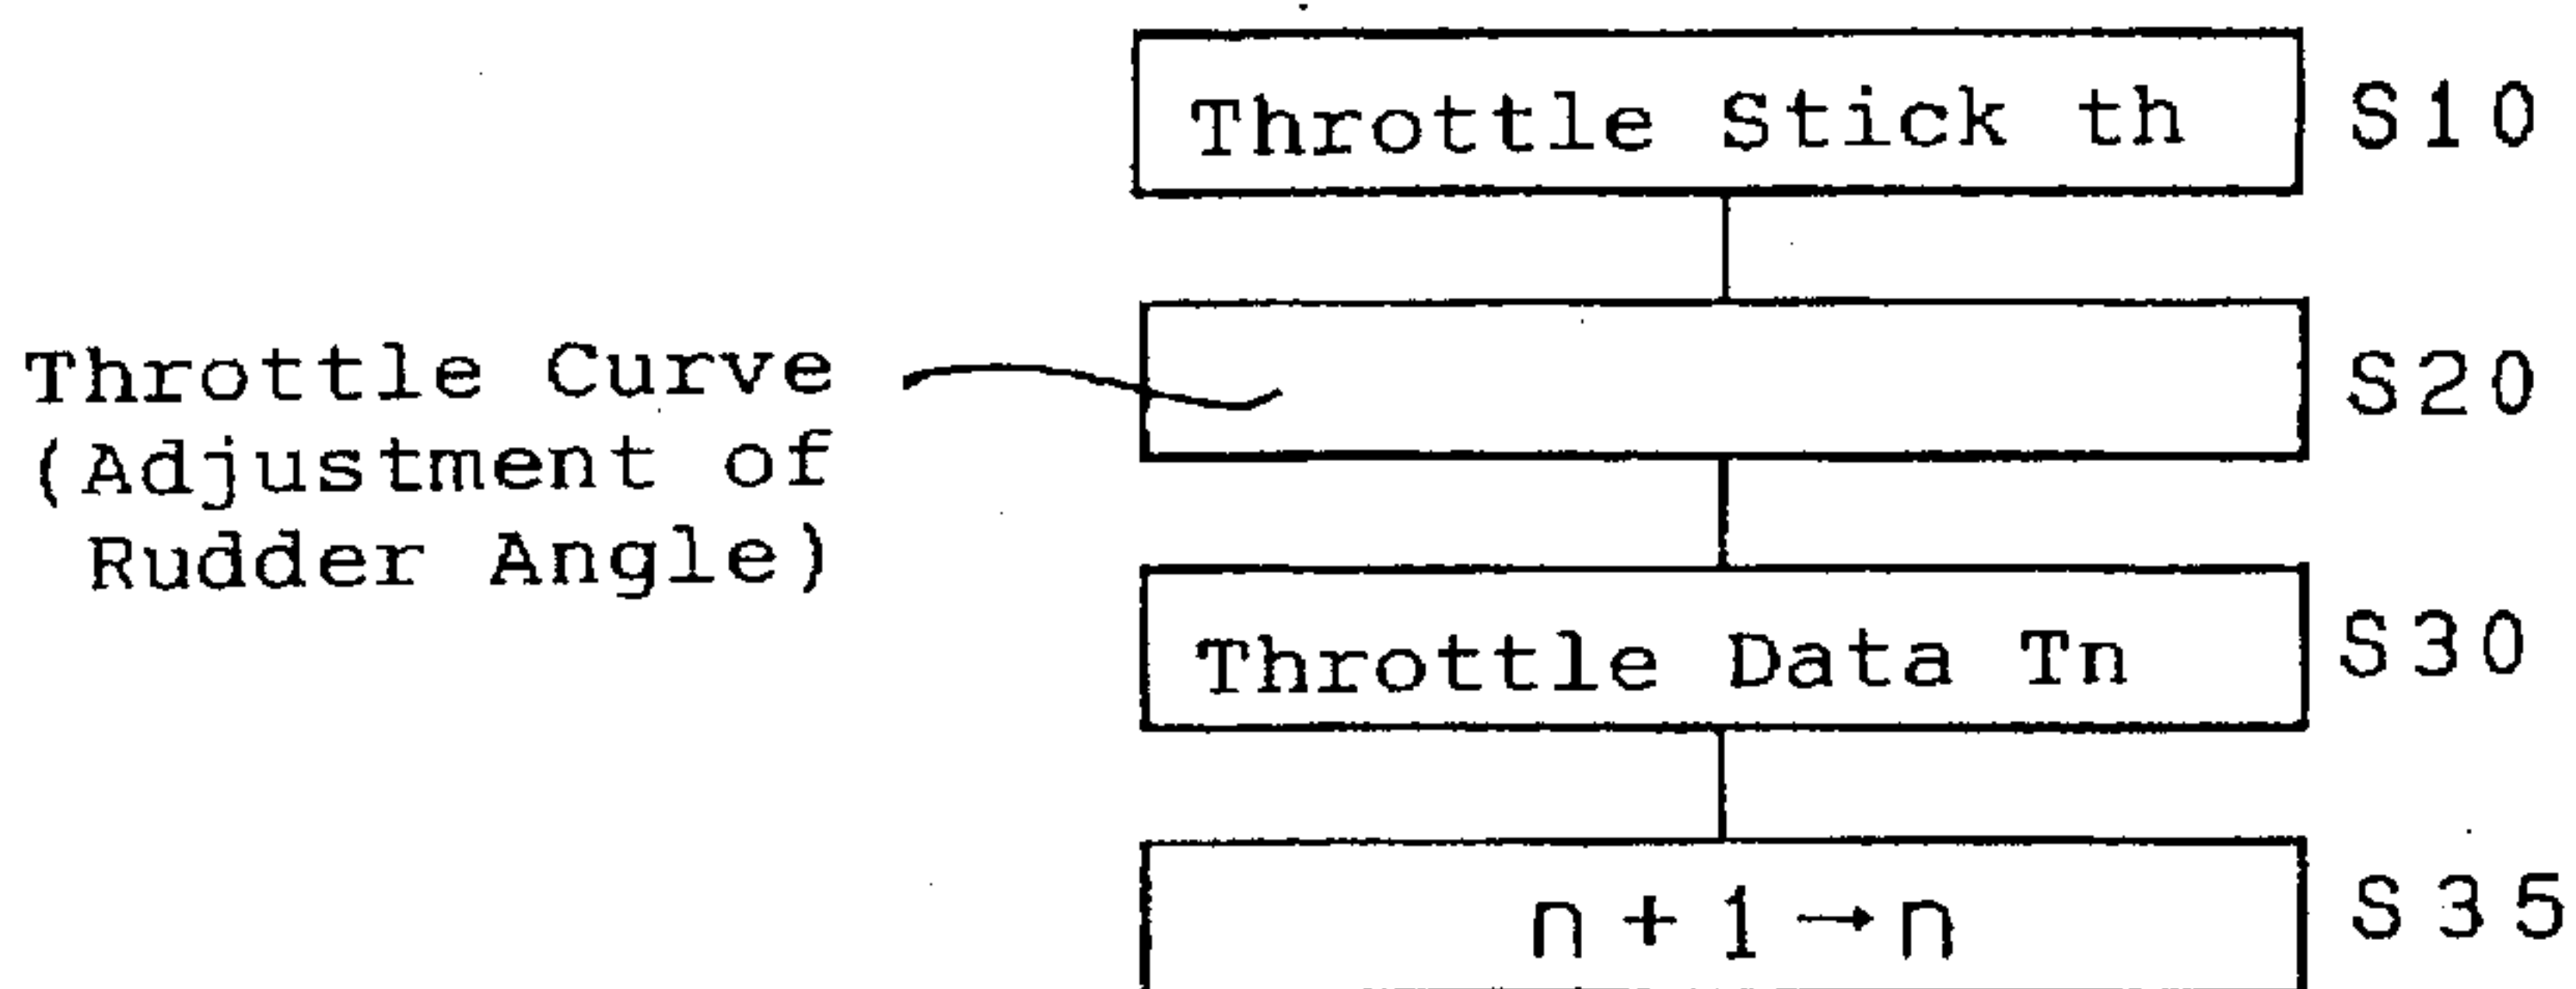 Throttle Stick th S10
Throttle Curve
(Adjustment of
Rudder Angle)
S20
Throttle Data Tn S30
n+1→n S35